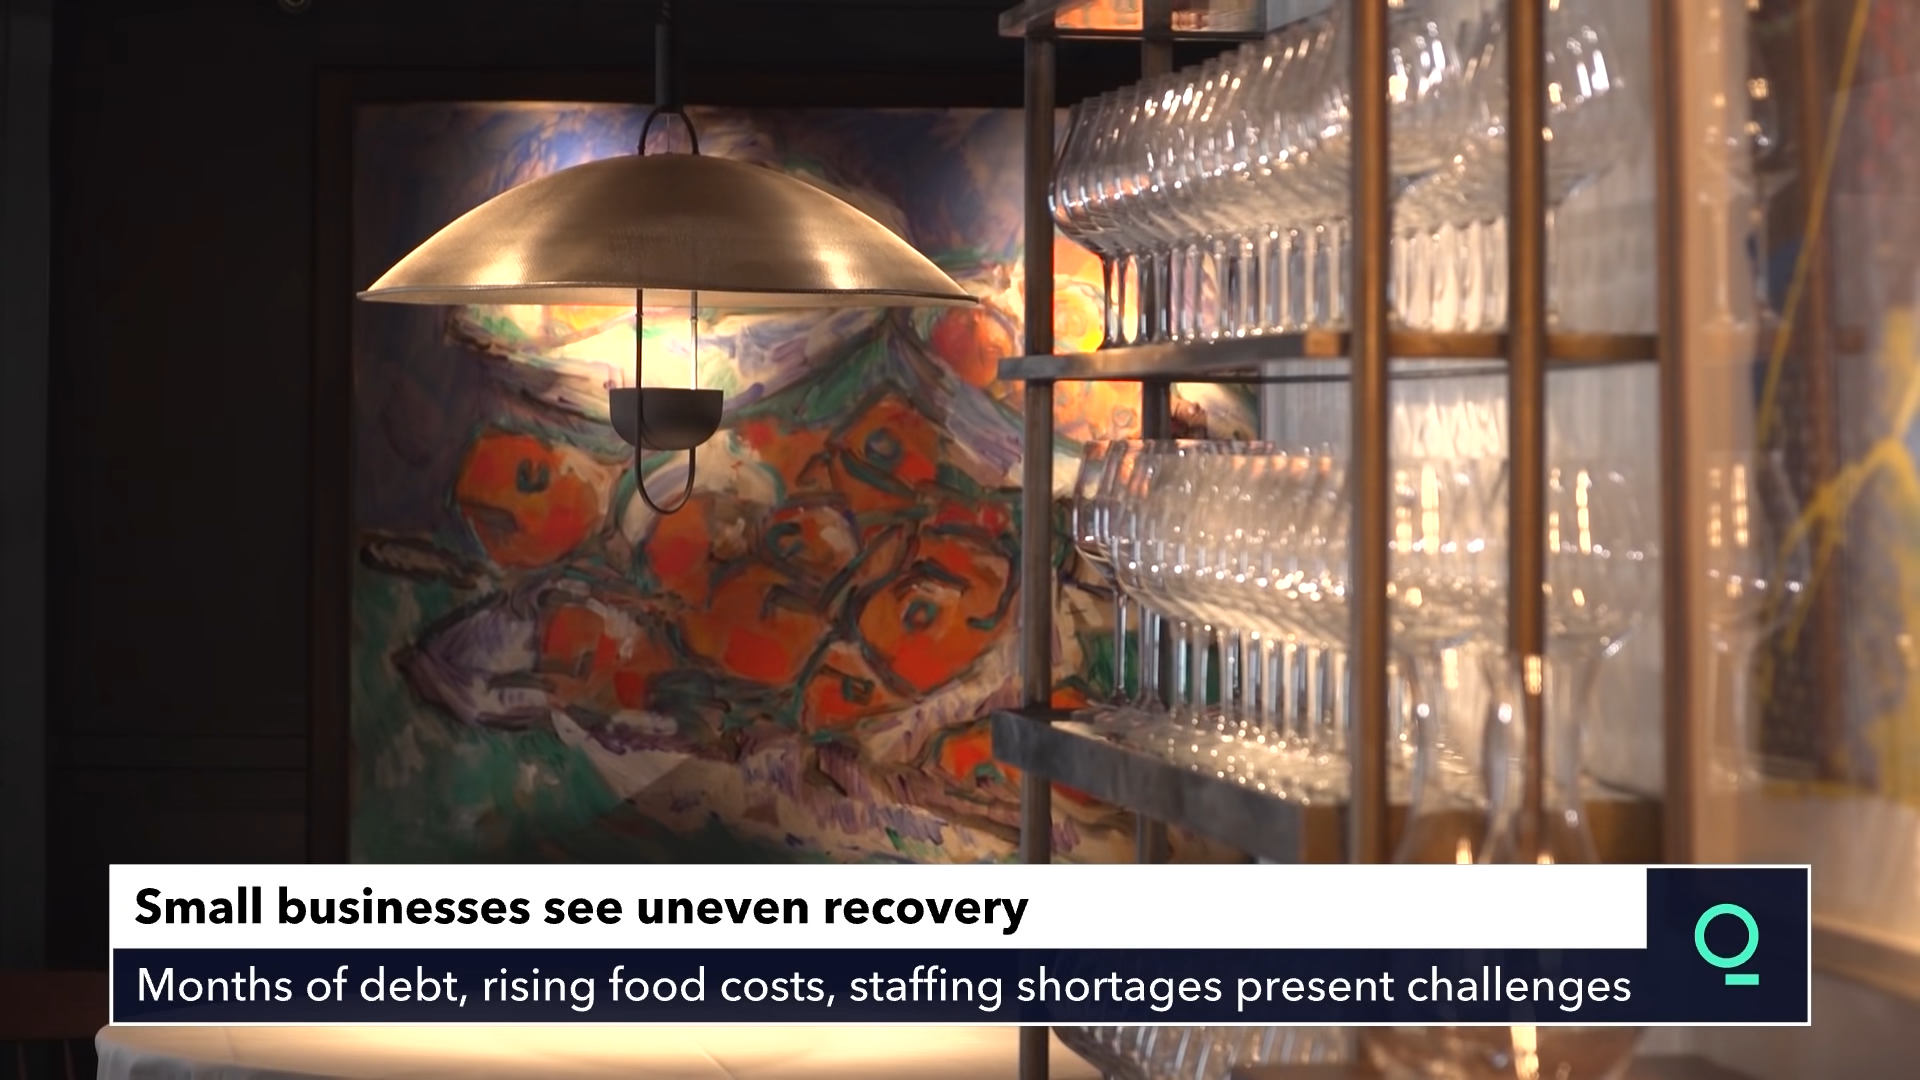 Small businesses see uneven recovery
Months of debt, rising food costs, staffing shortages present challenges